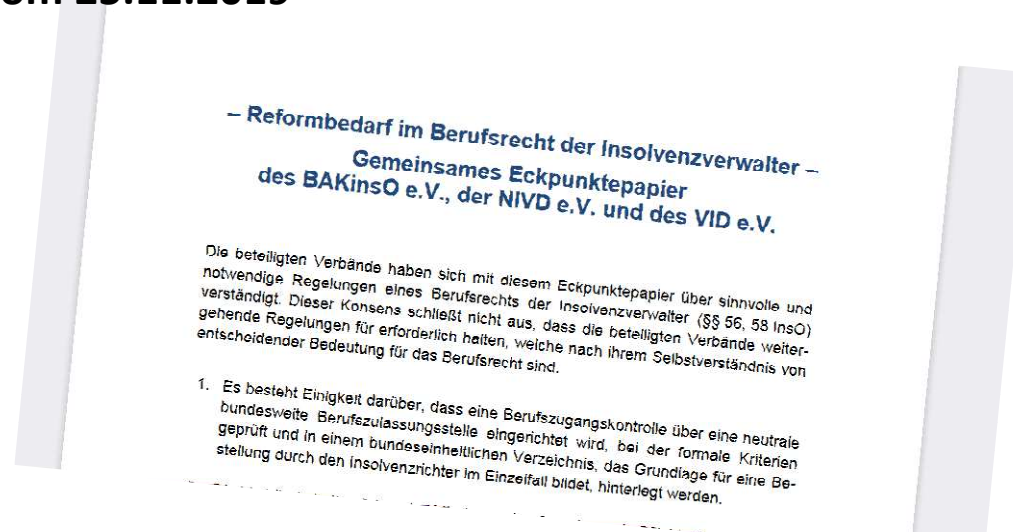 – Reformbedarf im Berufsrecht der Insolvenzverwalter –
Gemeinsames Eckpunktepapier
des BAKinsO e.V., der NIVD e.V. und des VID e.V.
Die beteiligten Verbände haben sich mit diesem Eckpunktepapier über sinnvolle und
notwendige Regelungen eines Berufsrechts der Insolvenzverwalter (§§ 56, 58 InsO)
verständigt. Dieser Konsens schließt nicht aus, dass die beteiligten Verbände weiter-
gehende Regelungen für erforderlich halten, welche nach ihrem Selbstverständnis von
entscheidender Bedeutung für das Berufsrecht sind.
1. Es besteht Einigkeit darüber, dass eine Berufszugangskontrolle über eine neutrale
bundesweite Berufszulassungsstelle eingerichtet wird, bei der formale Kriterien
geprüft und in einem bundeseinheitlichen Verzeichnis, das Grundlage für eine Be-
stellung durch den Insolvenzrichter im Einzelfall bildet, hinterlegt werden.